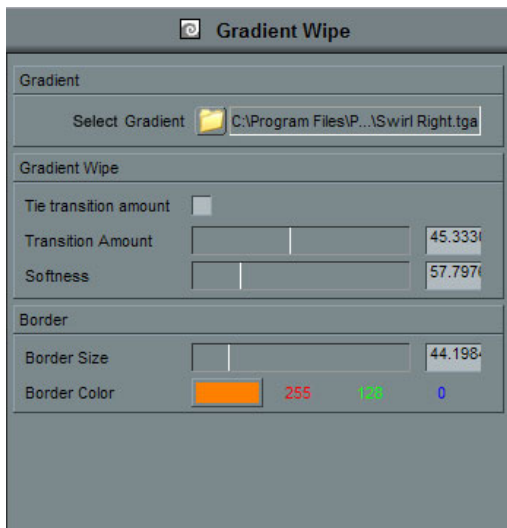 Gradient Wipe
Gradient
Select Gradient C:\Program Files\P...\Swirl Right.tga
Gradient Wipe
Tie transition amount
Transition Amount 45.3330
Softness 57.7976
Border
Border Size 44.1984
Border Color 255 128 0